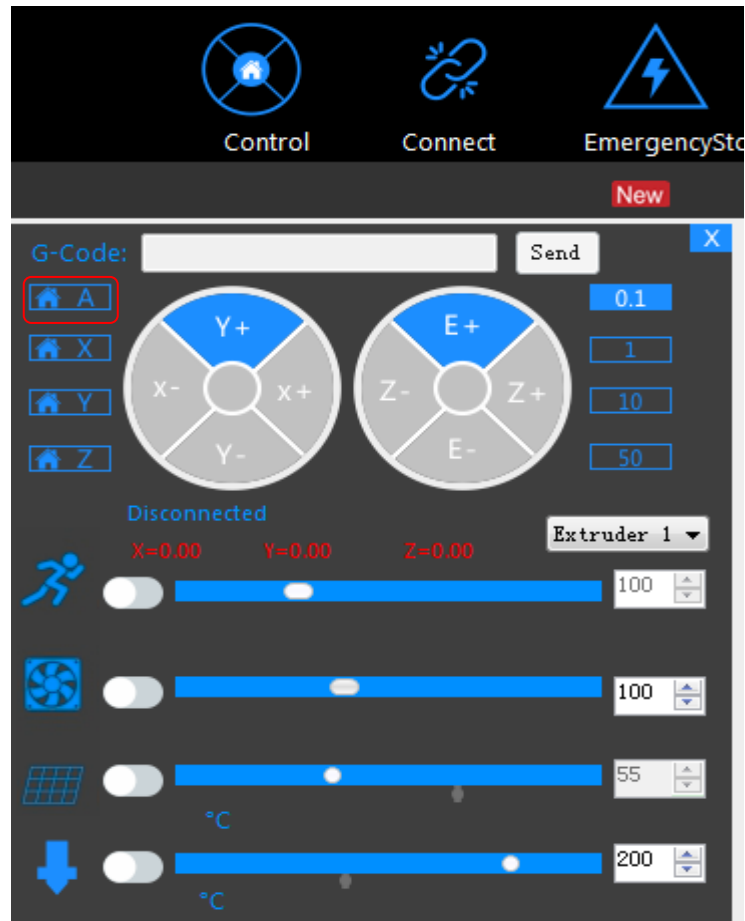 Control Connect EmergencySto
New
G-Code: Send X
A
X
Y
Z
Y+
x- x+
Y-
E+
Z- Z+
E-
0.1
1
10
50
Disconnected
X=0.00 Y=0.00 Z=0.00
Extruder 1
100
100
55
°C
200
°C